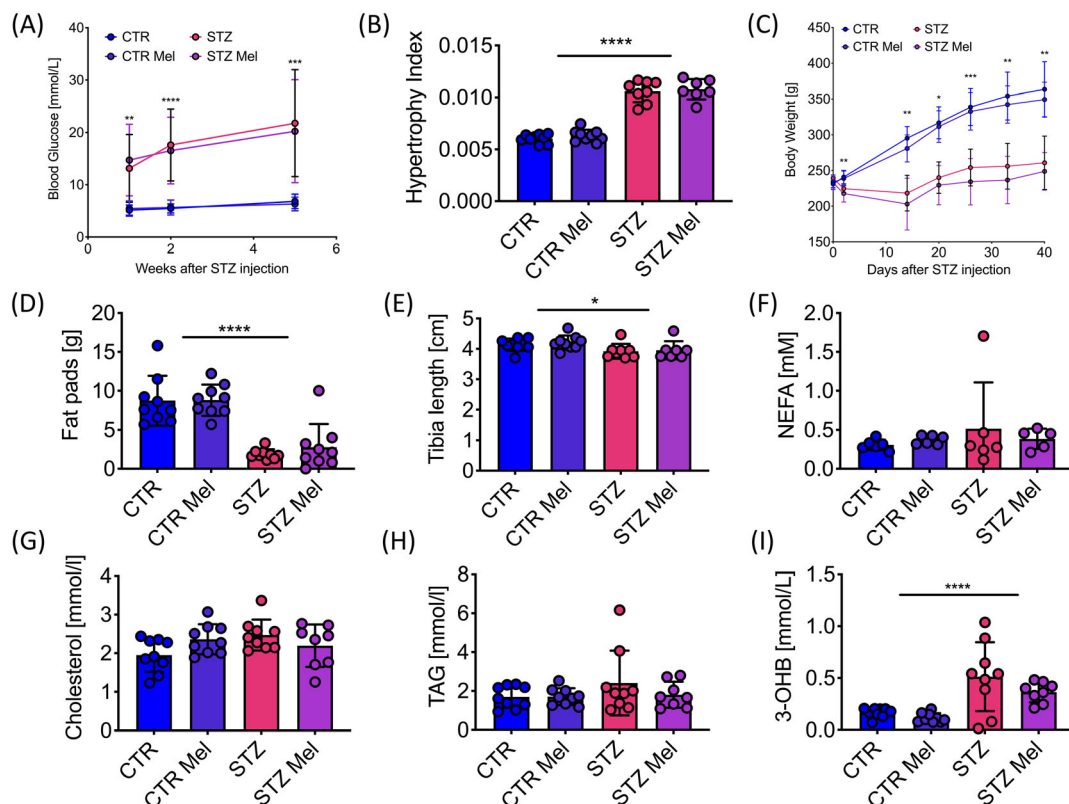 (A)
CTR
STZ
CTR Mel
STZ Mel
Blood Glucose [mmol/L]
40
30
20
10
0
**
****
***
0
2
4
6
Weeks after STZ injection
(B)
****
Hypertrophy Index
0.015
0.010
0.005
0.000
CTR
CTR Mel
STZ
STZ Mel
(C)
CTR
STZ
CTR Mel
STZ Mel
Body Weight [g]
450
400
350
300
250
200
150
**
**
*
***
**
**
0
10
20
30
40
Days after STZ injection
(D)
****
Fat pads [g]
20
15
10
5
0
CTR
CTR Mel
STZ
STZ Mel
(E)
*
Tibia length [cm]
6
5
4
3
2
1
0
CTR
CTR Mel
STZ
STZ Mel
(F)
NEFA [mM]
2.0
1.5
1.0
0.5
0.0
CTR
CTR Mel
STZ
STZ Mel
(G)
Cholesterol [mmol/l]
4
3
2
1
0
CTR
CTR Mel
STZ
STZ Mel
(H)
TAG [mmol/l]
8
6
4
2
0
CTR
CTR Mel
STZ
STZ Mel
(I)
****
3-OHB [mmol/L]
1.5
1.0
0.5
0.0
CTR
CTR Mel
STZ
STZ Mel